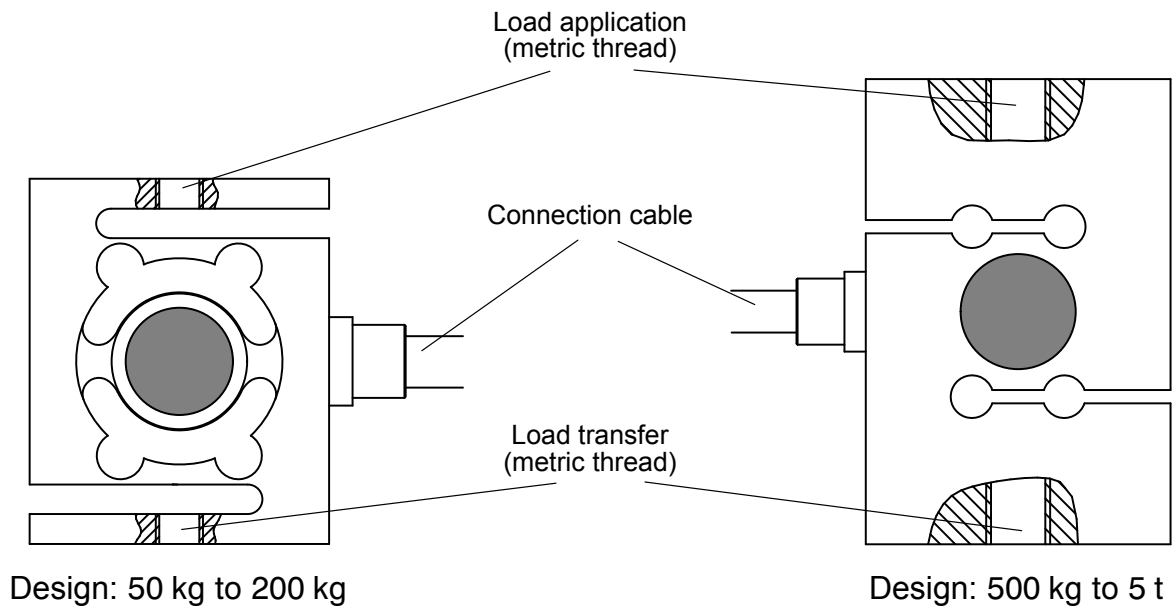 Load application
(metric thread)
Connection cable
Load transfer
(metric thread)
Design: 50 kg to 200 kg
Design: 500 kg to 5 t